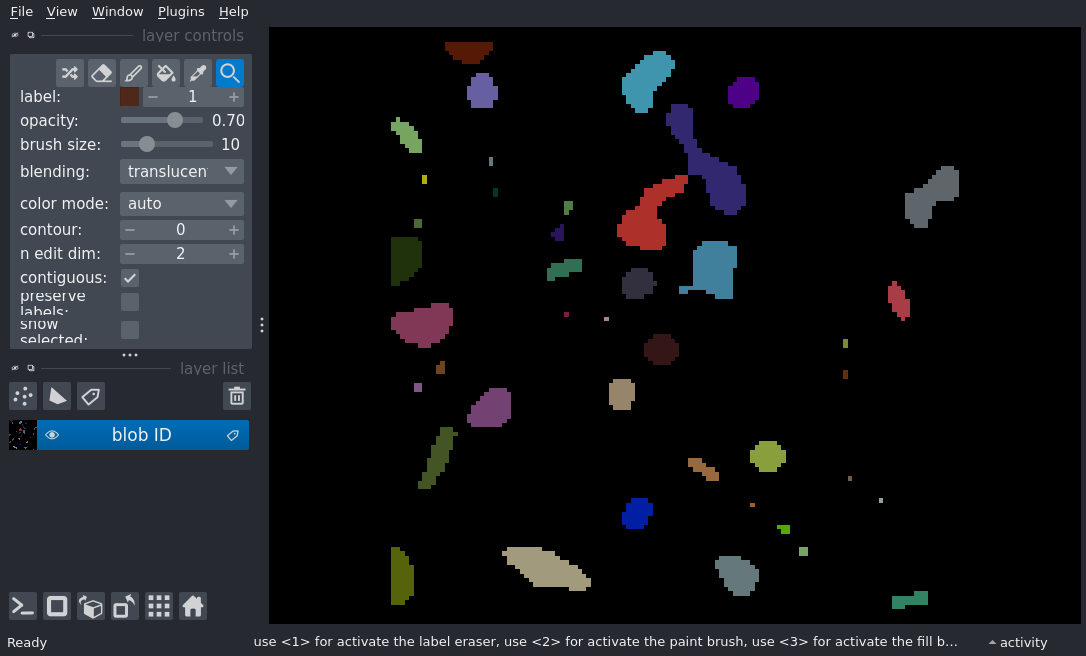 File View Window Plugins Help
layer controls
label: 1
opacity: 0.70
brush size: 10
blending: translucen
color mode: auto
contour: 0
n edit dim: 2
contiguous:
preserve
labels:
show
selected:
layer list
blob ID
Ready use <1> for activate the label eraser, use <2> for activate the paint brush, use <3> for activate the fill b... activity